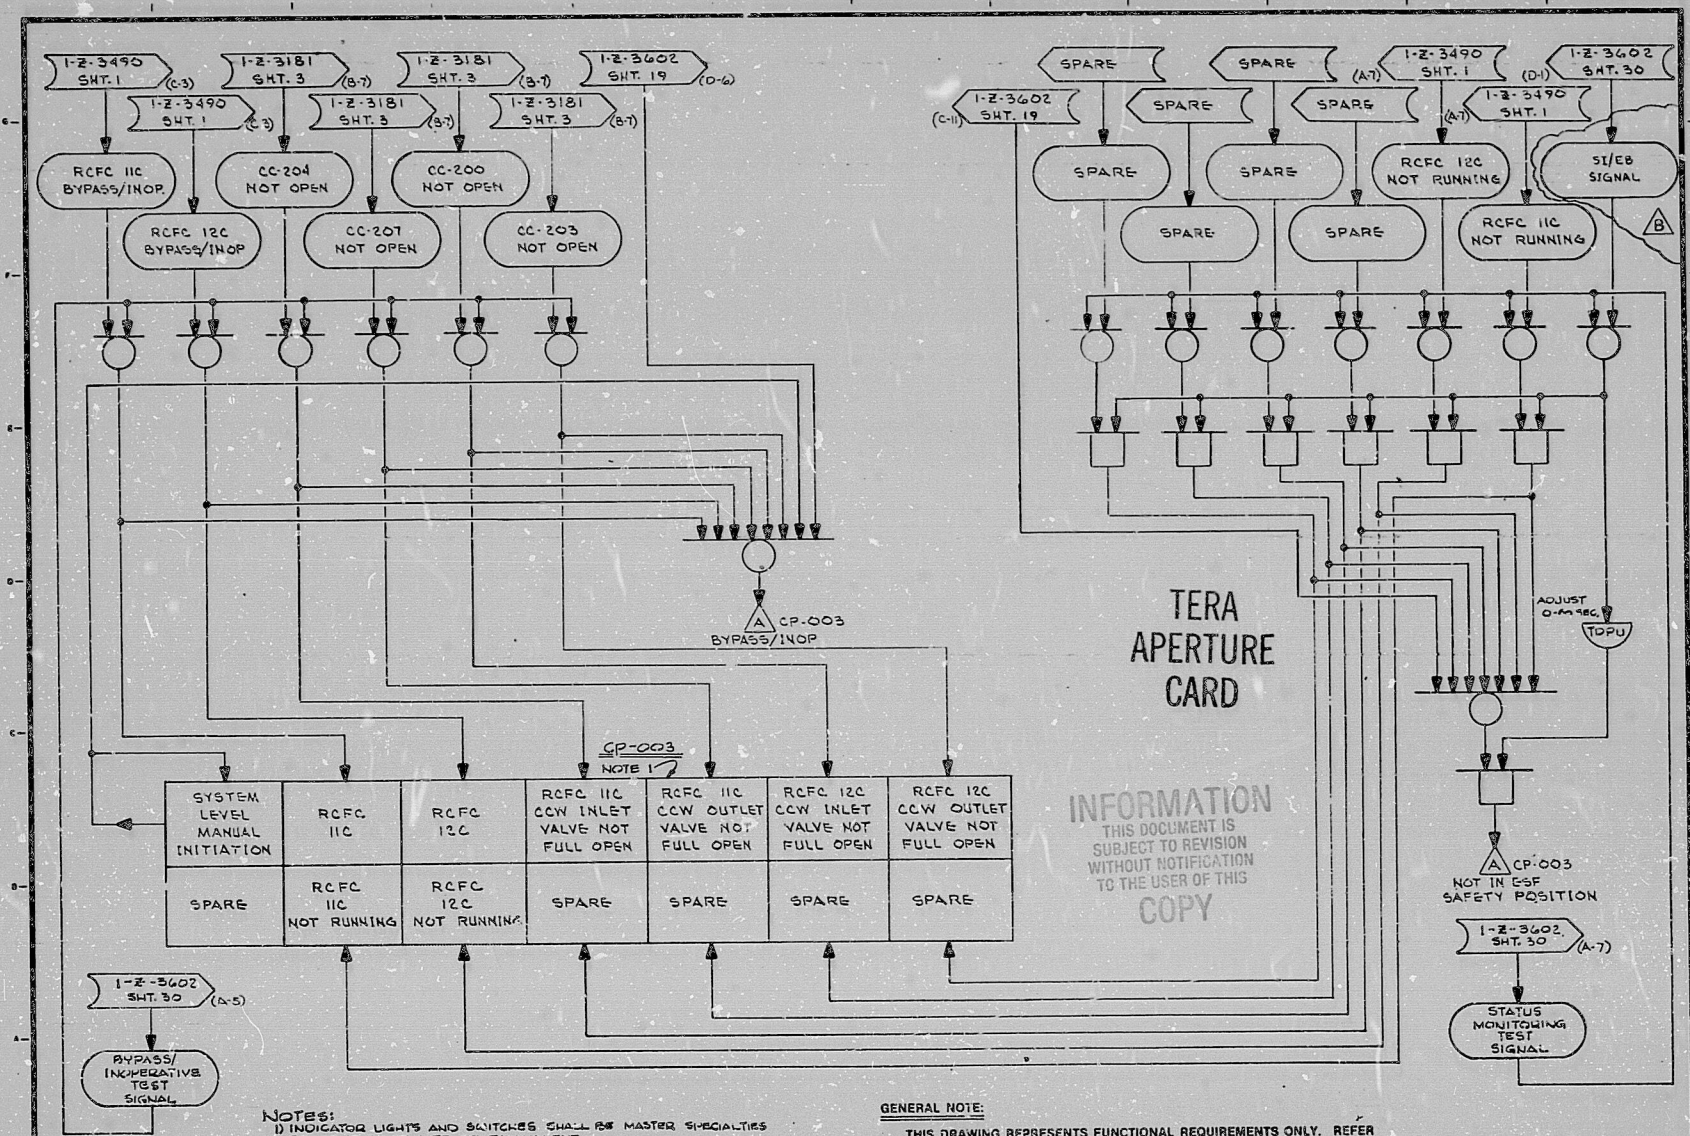 1-Z-3490
SHT. 1
(C-3)
1-Z-3181
SHT. 3
(B-7)
1-Z-3181
SHT. 3
(B-7)
1-Z-3602
SHT. 19
(D-6)
1-Z-3490
SHT. 1
(C-3)
1-Z-3181
SHT. 3
(B-7)
1-Z-3181
SHT. 3
(B-7)
SPARE
SPARE
(A-7)
1-Z-3490
SHT. 1
(D-1)
1-Z-3602
SHT. 30
(C-11)
1-Z-3602
SHT. 19
SPARE
SPARE
(A-7)
1-Z-3490
SHT. 1
RCFC 11C
BYPASS/INOP.
CC-204
NOT OPEN
CC-200
NOT OPEN
SPARE
SPARE
RCFC 12C
NOT RUNNING
SI/EB
SIGNAL
RCFC 12C
BYPASS/INOP
CC-207
NOT OPEN
CC-203
NOT OPEN
SPARE
SPARE
RCFC 11C
NOT RUNNING
B
G-
F-
E-
D-
C-
B-
A-
A CP-003
BYPASS/INOP
TERA
APERTURE
CARD
ADJUST
TDPU
CP-003
NOTE 1
SYSTEM
LEVEL
MANUAL
INITIATION
RCFC
11C
RCFC
12C
RCFC 11C
CCW INLET
VALVE NOT
FULL OPEN
RCFC 11C
CCW OUTLET
VALVE NOT
FULL OPEN
RCFC 12C
CCW INLET
VALVE NOT
FULL OPEN
RCFC 12C
CCW OUTLET
VALVE NOT
FULL OPEN
SPARE
RCFC
11C
NOT RUNNING
RCFC
12C
NOT RUNNING
SPARE
SPARE
SPARE
SPARE
INFORMATION
THIS DOCUMENT IS
SUBJECT TO REVISION
WITHOUT NOTIFICATION
TO THE USER OF THIS
COPY
A CP-003
NOT IN ESF
SAFETY POSITION
1-Z-3602
SHT. 30
(A-7)
STATUS
MONITORING
TEST
SIGNAL
1-Z-3602
SHT. 30
(A-5)
BYPASS/
INOPERATIVE
TEST
SIGNAL
NOTES:
1) INDICATOR LIGHTS AND SWITCHES SHALL BE MASTER SPECIALTIES
GENERAL NOTE:
THIS DRAWING REPRESENTS FUNCTIONAL REQUIREMENTS ONLY. REFER